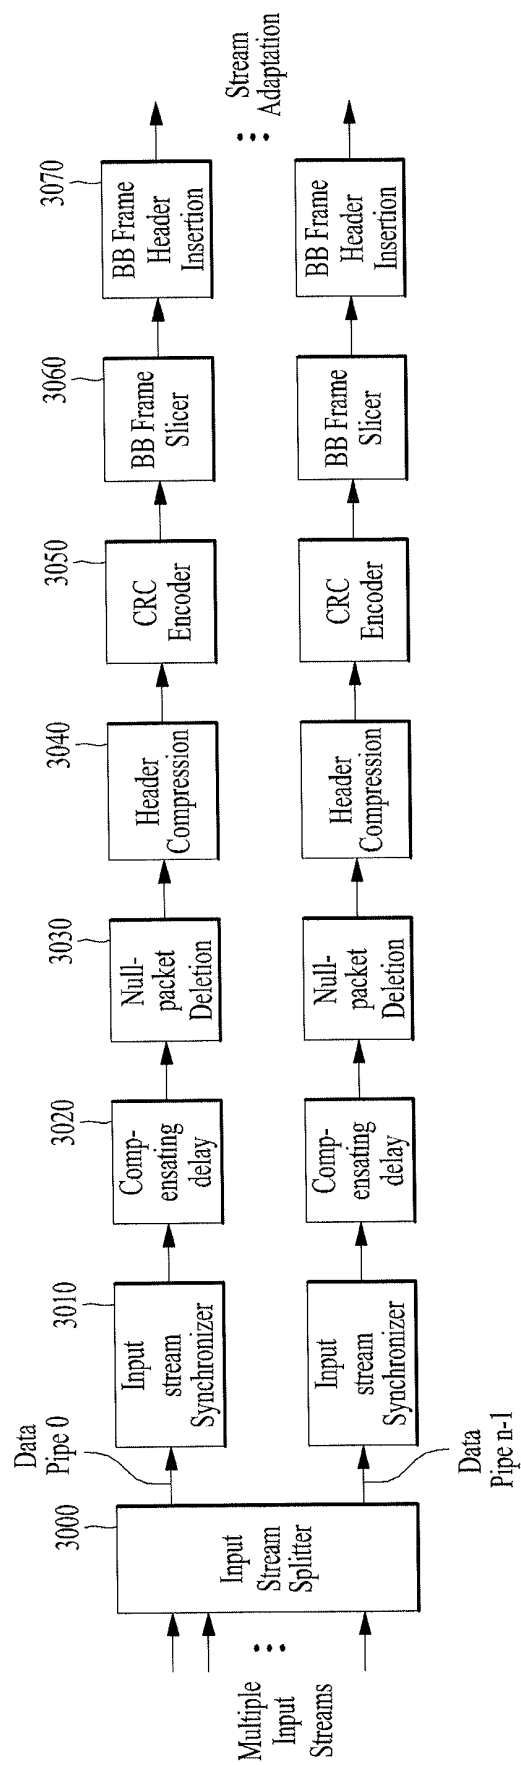 Multiple
Input
Streams
3000
Input
Stream
Splitter
Data
Pipe 0
3010
Input
stream
Synchronizer
3020
Comp-
ensating
delay
3030
Null-
packet
Deletion
3040
Header
Compression
3050
CRC
Encoder
3060
BB Frame
Slicer
3070
BB Frame
Header
Insertion
Data
Pipe n-1
Input
stream
Synchronizer
Comp-
ensating
delay
Null-
packet
Deletion
Header
Compression
CRC
Encoder
BB Frame
Slicer
BB Frame
Header
Insertion
Stream
Adaptation